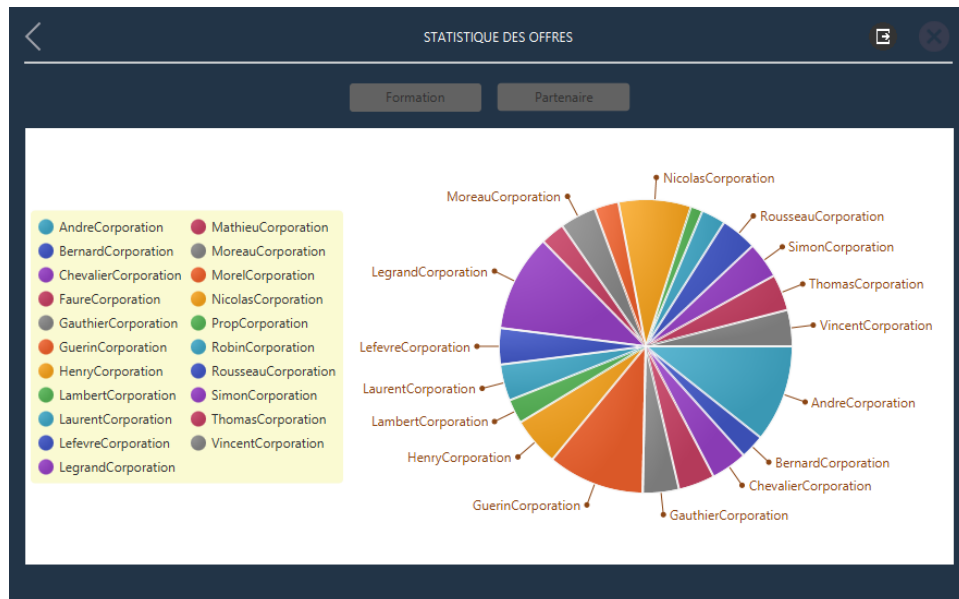 STATISTIQUE DES OFFRES
Formation
Partenaire
AndreCorporation
BernardCorporation
ChevalierCorporation
FaureCorporation
GauthierCorporation
GuerinCorporation
HenryCorporation
LambertCorporation
LaurentCorporation
LefevreCorporation
LegrandCorporation
MathieuCorporation
MoreauCorporation
MorelCorporation
NicolasCorporation
PropCorporation
RobinCorporation
RousseauCorporation
SimonCorporation
ThomasCorporation
VincentCorporation
NicolasCorporation
MoreauCorporation
RousseauCorporation
SimonCorporation
LegrandCorporation
ThomasCorporation
VincentCorporation
LefevreCorporation
LaurentCorporation
AndreCorporation
LambertCorporation
HenryCorporation
BernardCorporation
ChevalierCorporation
GuerinCorporation
GauthierCorporation